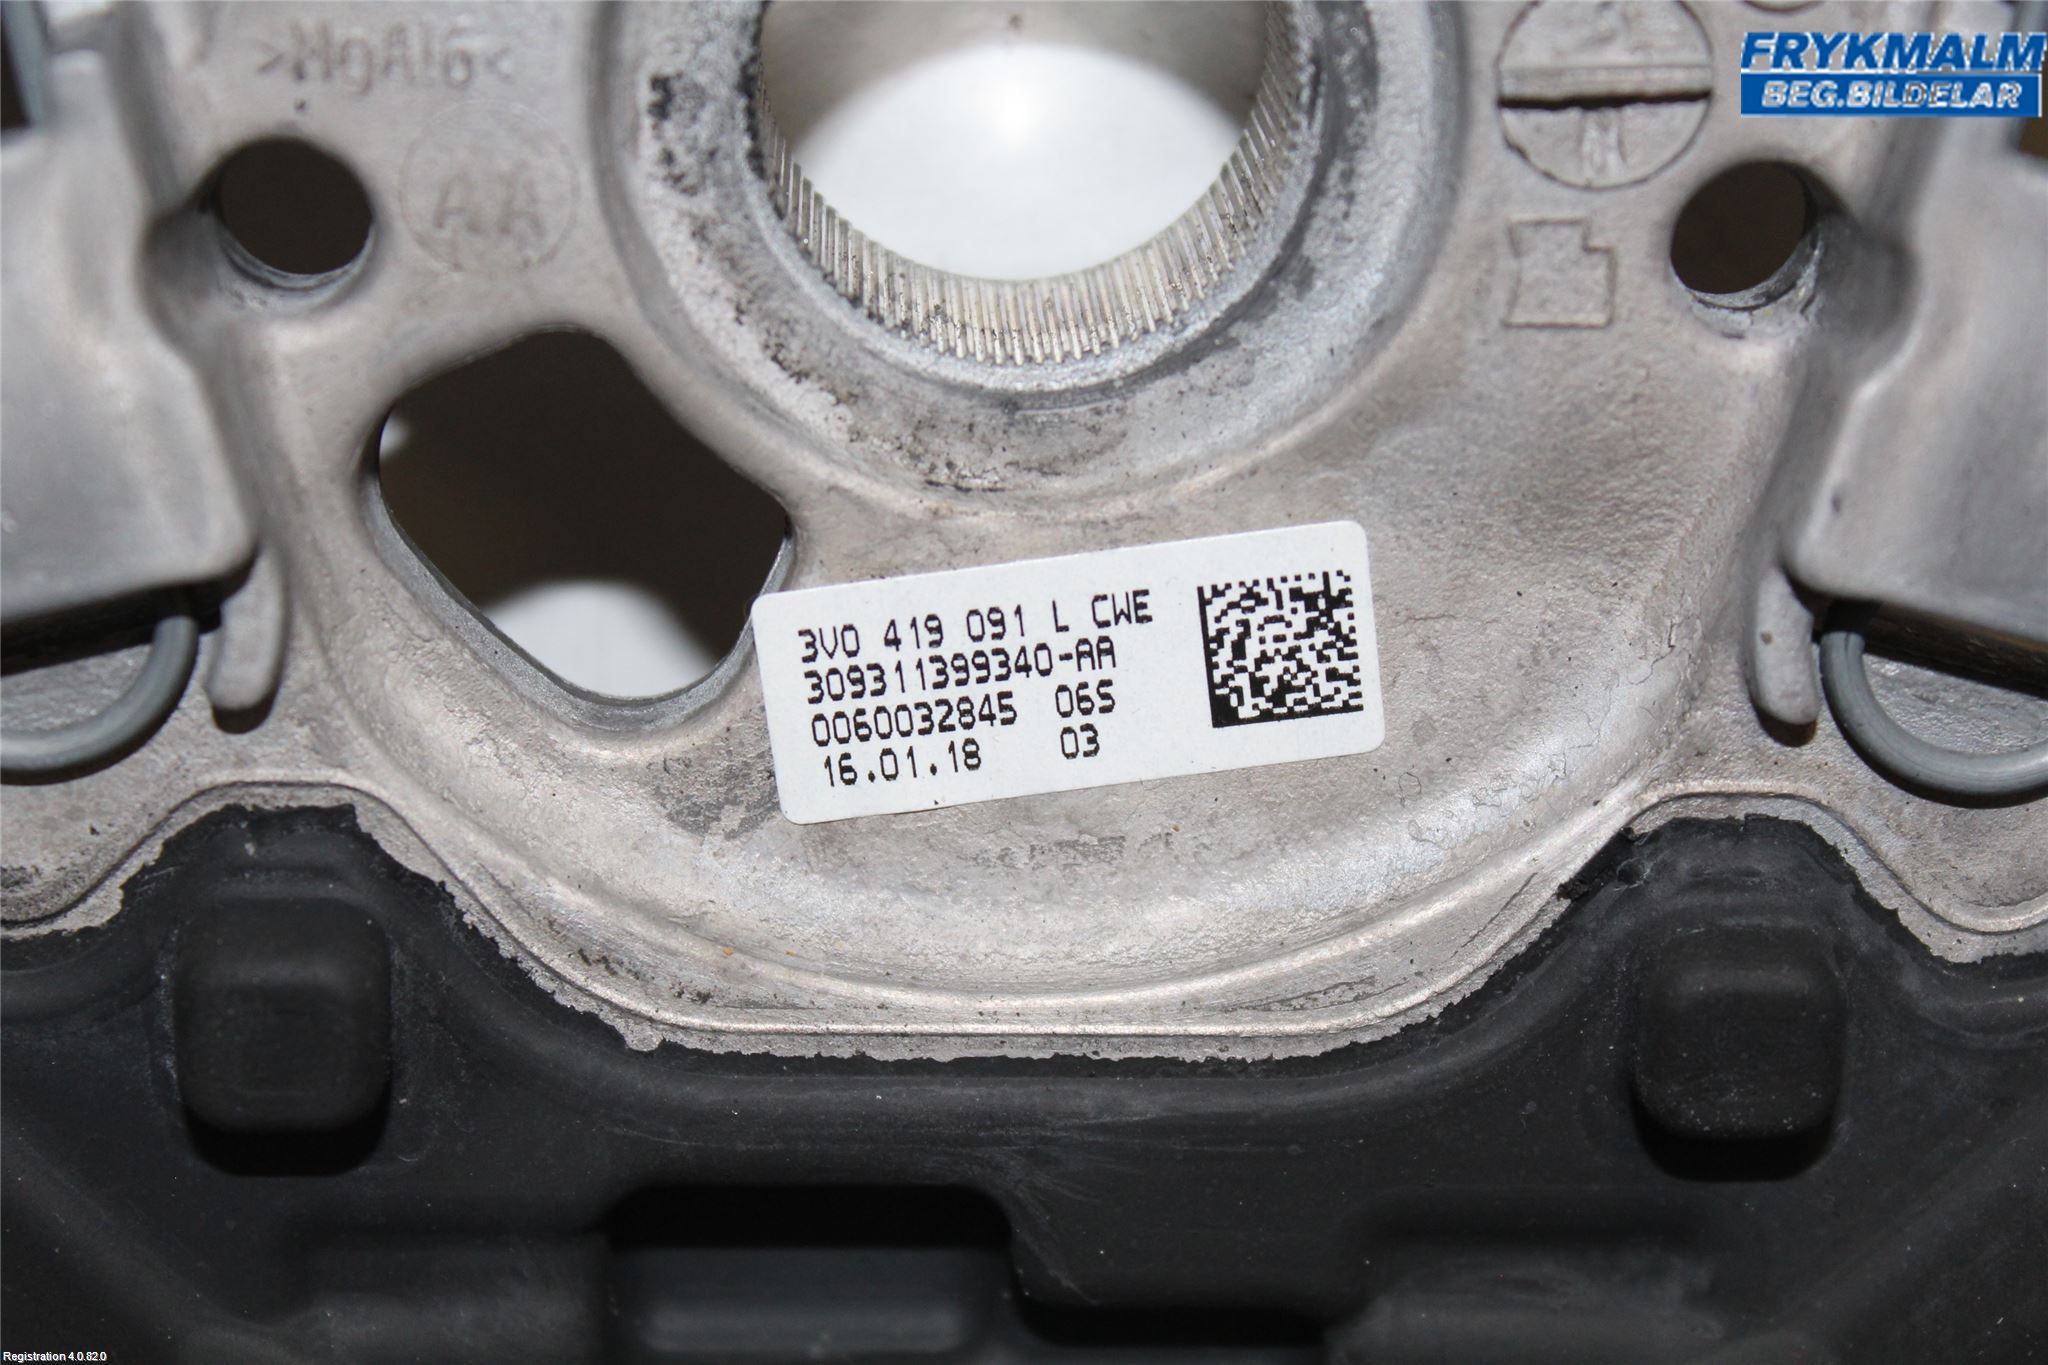 >MgAl6<
FRYKMALM
BEG.BILDELAR
AA
3V0 419 091 L CWE
309311399340-AA
0060032845 06S
16.01.18 03
Registration 4.0.82.0